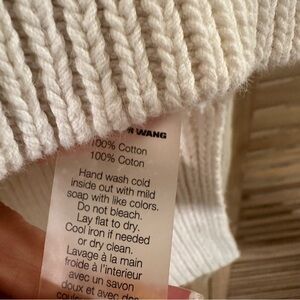 WANG
100% Cotton
100% Coton
Hand wash cold
inside out with mild
soap with like colors.
Do not bleach.
Lay flat to dry.
Cool iron if needed
or dry clean.
Lavage à la main
froide à l'interieur
avec un savon
doux et avec des